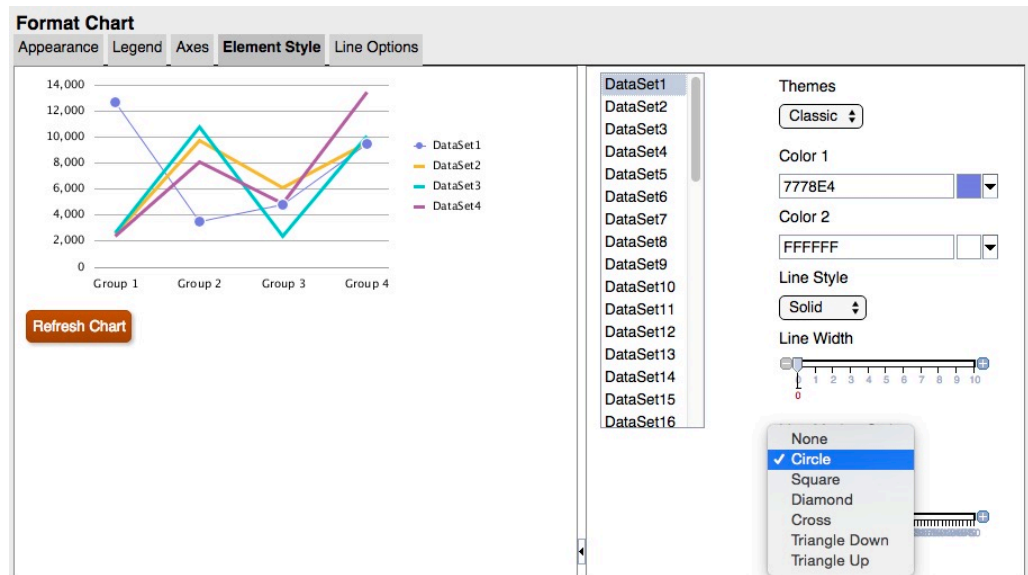 Format Chart
Appearance Legend Axes Element Style Line Options
14,000
12,000
10,000
8,000
6,000
4,000
2,000
0
Group 1 Group 2 Group 3 Group 4
DataSet1
DataSet2
DataSet3
DataSet4
Refresh Chart
DataSet1
DataSet2
DataSet3
DataSet4
DataSet5
DataSet6
DataSet7
DataSet8
DataSet9
DataSet10
DataSet11
DataSet12
DataSet13
DataSet14
DataSet15
DataSet16
Themes
Classic
Color 1
7778E4
Color 2
FFFFFF
Line Style
Solid
Line Width
1 2 3 4 5 6 7 8 9 10
0
None
Circle
Square
Diamond
Cross
Triangle Down
Triangle Up